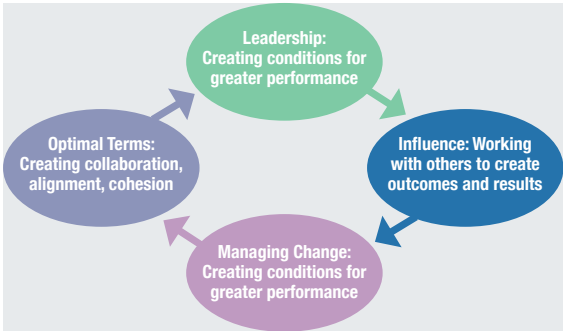 Leadership:
Creating conditions for
greater performance
Influence: Working
with others to create
outcomes and results
Managing Change:
Creating conditions for
greater performance
Optimal Terms:
Creating collaboration,
alignment, cohesion